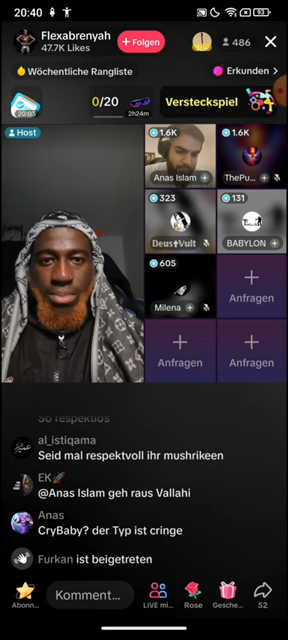 20:40
93
Flexabrenyah
47.7K Likes
+ Folgen
486
Wöchentliche Rangliste
Erkunden >
20:03
0/20
2h24m
Versteckspiel
Host
1.6K
Anas Islam
1.6K
ThePu...
323
Deus†Vult
131
BABYLON
605
Milena
Anfragen
Anfragen
Anfragen
So respektlos
al_istiqama
Seid mal respektvoll ihr mushrikeen
EK🚀
@Anas Islam geh raus Vallahi
Anas
CryBaby? der Typ ist cringe
Furkan ist beigetreten
Komment...
Abonn...
LIVE mi...
Rose
Gesche...
52